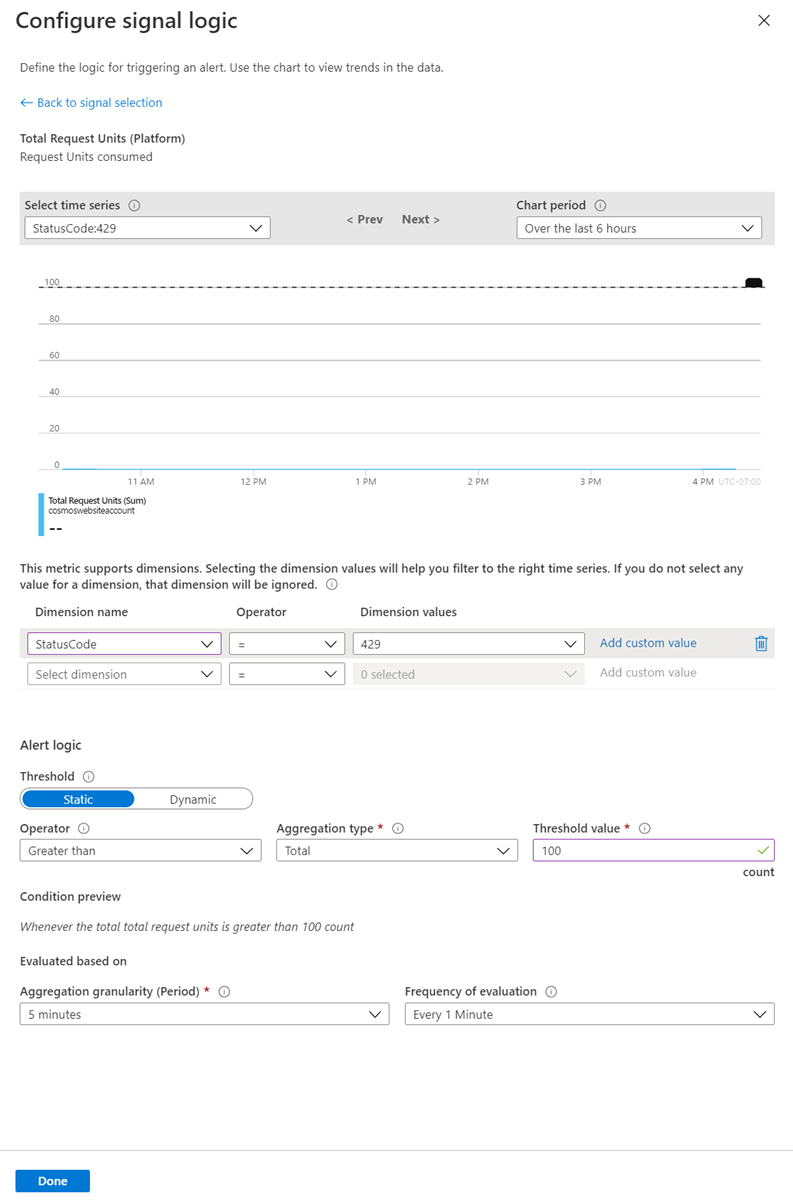 Configure signal logic
Define the logic for triggering an alert. Use the chart to view trends in the data.
← Back to signal selection
Total Request Units (Platform)
Request Units consumed
Select time series
StatusCode:429
< Prev
Next >
Chart period
Over the last 6 hours
100
80
60
40
20
0
11 AM
12 PM
1 PM
2 PM
3 PM
4 PM
UTC-07:00
Total Request Units (Sum)
cosmoswebsiteaccount
--
This metric supports dimensions. Selecting the dimension values will help you filter to the right time series. If you do not select any
value for a dimension, that dimension will be ignored.
Dimension name
Operator
Dimension values
StatusCode
=
429
Add custom value
Select dimension
=
0 selected
Add custom value
Alert logic
Threshold
Static
Dynamic
Operator
Aggregation type *
Threshold value *
Greater than
Total
100
count
Condition preview
Whenever the total total request units is greater than 100 count
Evaluated based on
Aggregation granularity (Period) *
Frequency of evaluation
5 minutes
Every 1 Minute
Done